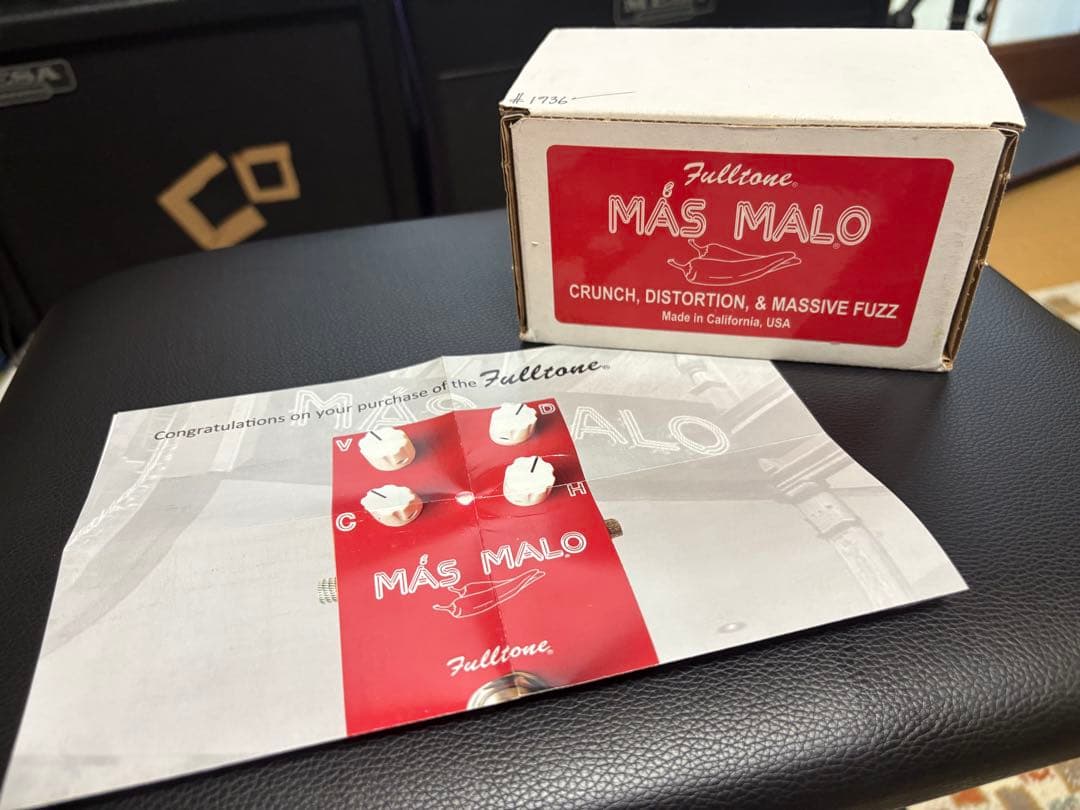 # 1736
Fulltone®
MÁS MALO®
CRUNCH, DISTORTION, & MASSIVE FUZZ
Made in California, USA
Congratulations on your purchase of the Fulltone®
MÁS MALO
V
D
C
H
MÁS MALO®
Fulltone®